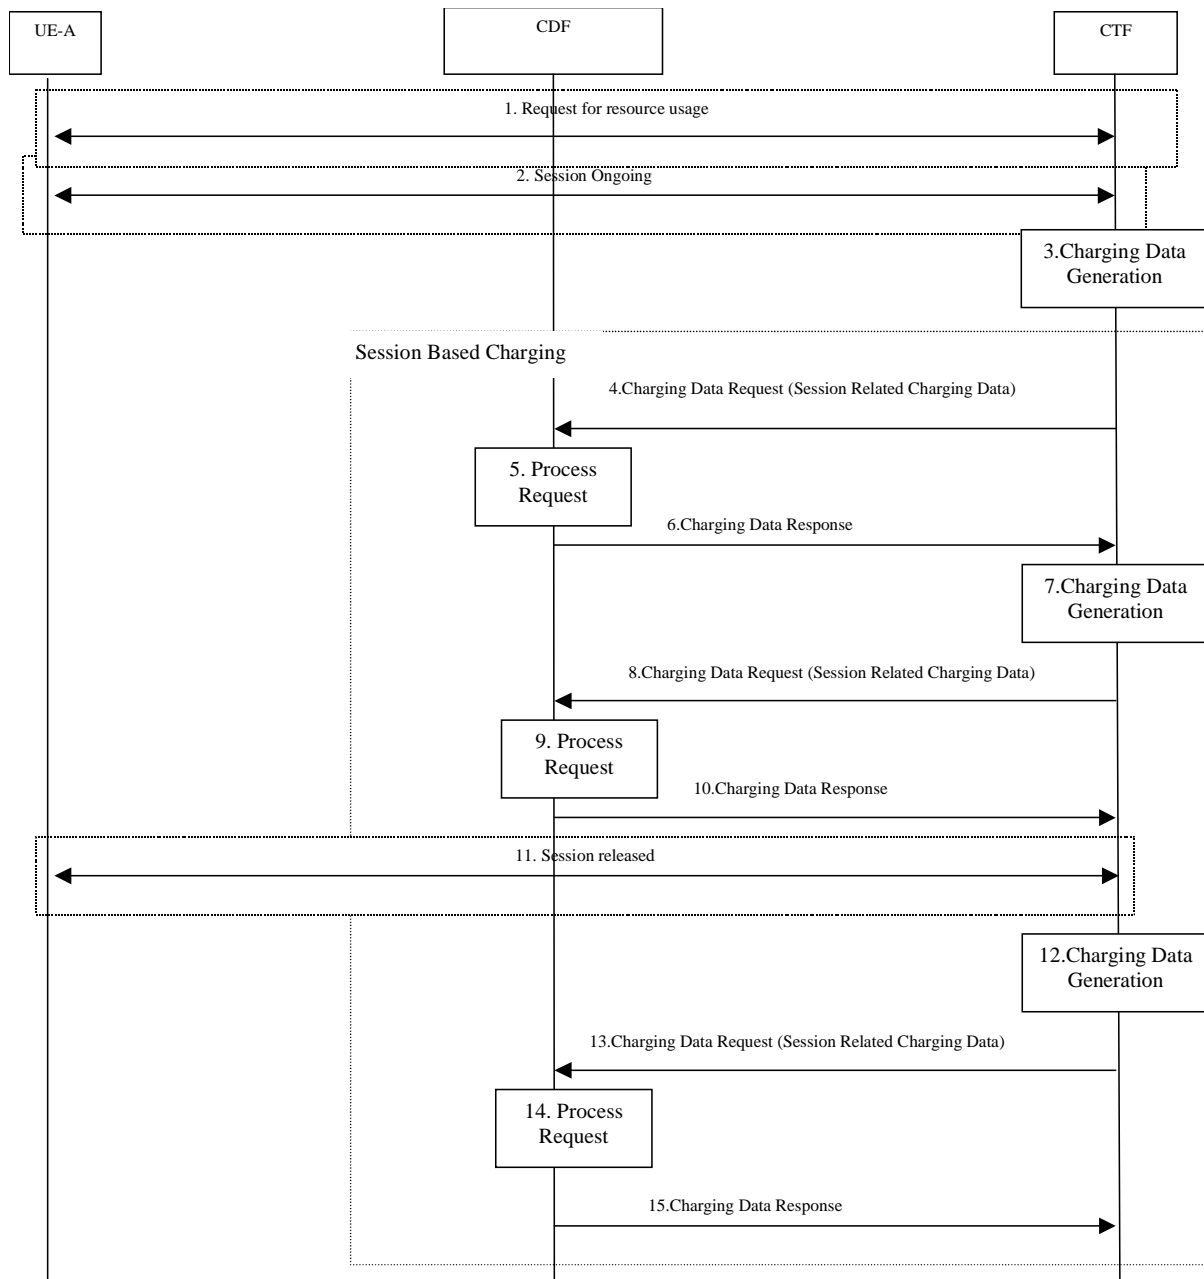 UE-A
CDF
CTF
1. Request for resource usage
2. Session Ongoing
3.Charging Data
Generation
Session Based Charging
4.Charging Data Request (Session Related Charging Data)
5. Process
Request
6.Charging Data Response
7.Charging Data
Generation
8.Charging Data Request (Session Related Charging Data)
9. Process
Request
10.Charging Data Response
11. Session released
12.Charging Data
Generation
13.Charging Data Request (Session Related Charging Data)
14. Process
Request
15.Charging Data Response